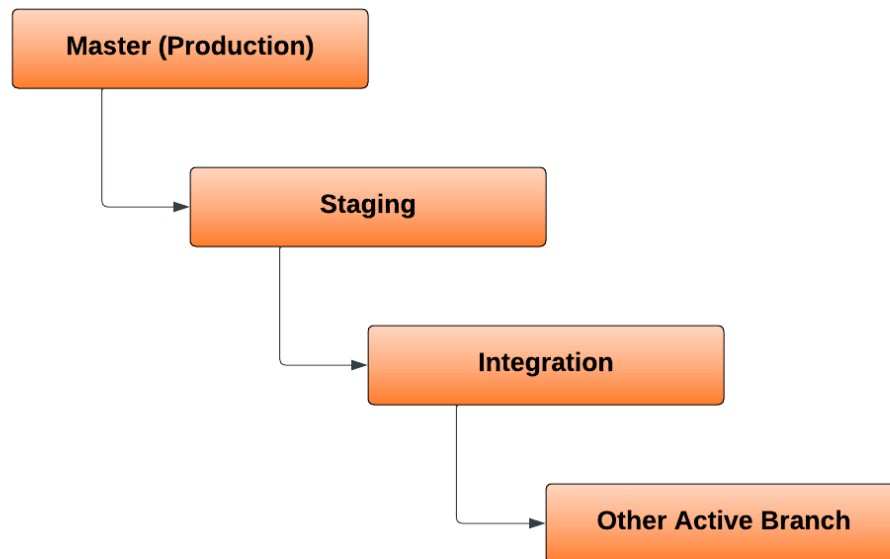 Master (Production)
Staging
Integration
Other Active Branch